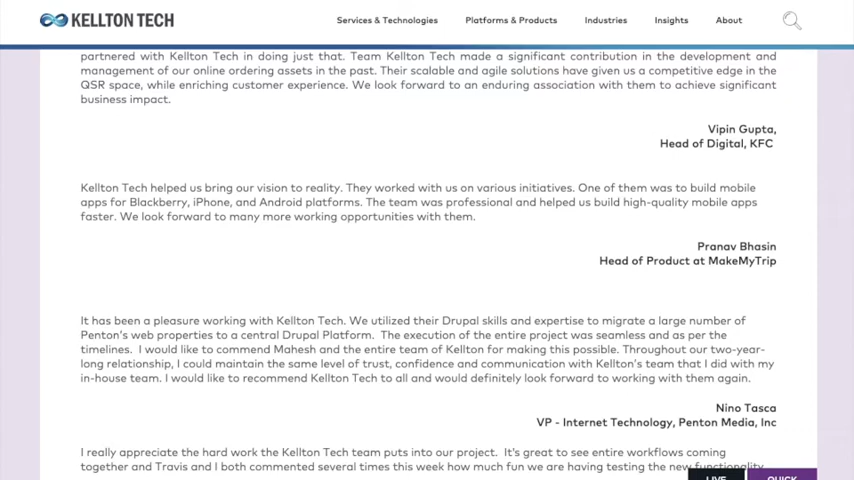 KELLTON TECH
Services & Technologies
Platforms & Products
Industries
Insights
About
partnered with Kellton Tech in doing just that. Team Kellton Tech made a significant contribution in the development and
management of our online ordering assets in the past. Their scalable and agile solutions have given us a competitive edge in the
QSR space, while enriching customer experience. We look forward to an enduring association with them to achieve significant
business impact.
Vipin Gupta,
Head of Digital, KFC
Kellton Tech helped us bring our vision to reality. They worked with us on various initiatives. One of them was to build mobile
apps for Blackberry, iPhone, and Android platforms. The team was professional and helped us build high-quality mobile apps
faster. We look forward to many more working opportunities with them.
Pranav Bhasin
Head of Product at MakeMyTrip
It has been a pleasure working with Kellton Tech. We utilized their Drupal skills and expertise to migrate a large number of
Penton's web properties to a central Drupal Platform. The execution of the entire project was seamless and as per the
timelines. I would like to commend Mahesh and the entire team of Kellton for making this possible. Throughout our two-year-
long relationship, I could maintain the same level of trust, confidence and communication with Kellton's team that I did with my
in-house team. I would like to recommend Kellton Tech to all and would definitely look forward to working with them again.
Nino Tasca
VP - Internet Technology, Penton Media, Inc
I really appreciate the hard work the Kellton Tech team puts into our project. It's great to see entire workflows coming
together and Travis and I both commented several times this week how much fun we are having testing the new functionality
LIVE
QUICK